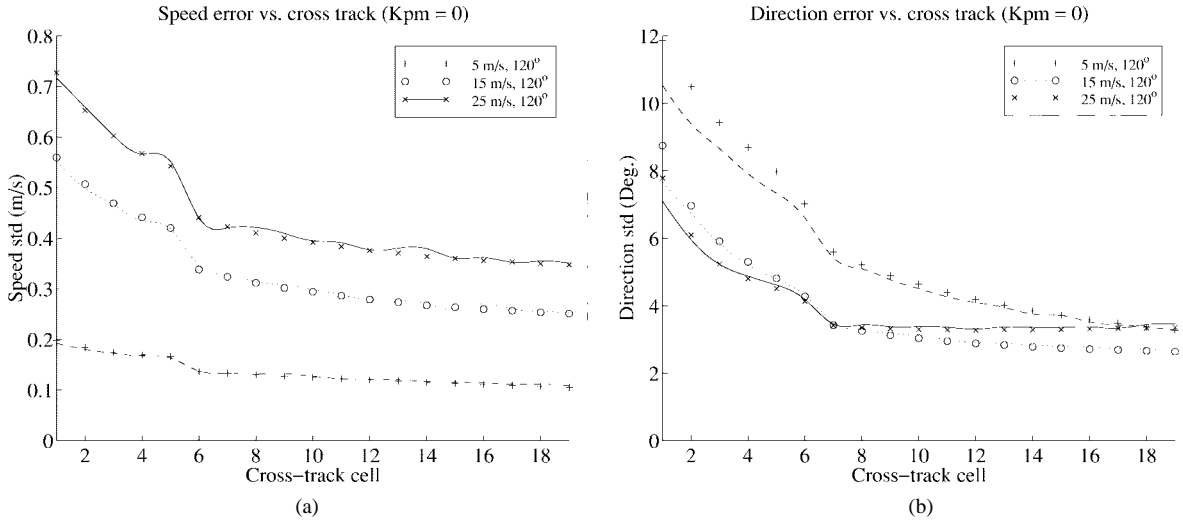 Speed error vs. cross track (Kpm = 0)
0.8
0.7
0.6
0.5
0.4
0.3
0.2
0.1
0
Speed std (m/s)
5 m/s, 120°
15 m/s, 120°
25 m/s, 120°
2 4 6 8 10 12 14 16 18
Cross−track cell
(a)
Direction error vs. cross track (Kpm = 0)
12
10
8
6
4
2
0
Direction std (Deg.)
5 m/s, 120°
15 m/s, 120°
25 m/s, 120°
2 4 6 8 10 12 14 16 18
Cross−track cell
(b)